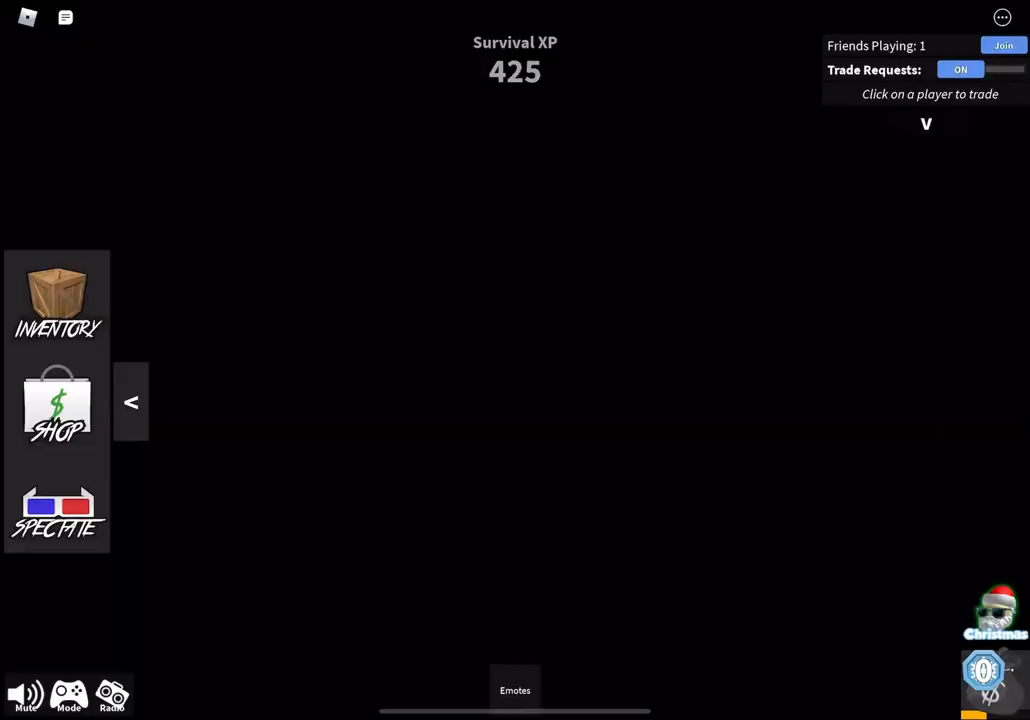 Survival XP
425
Friends Playing: 1
Join
Trade Requests:
ON
Click on a player to trade
V
INVENTORY
SHOP
<
SPECTATE
Christmas
Mute
Mode
Radio
Emotes